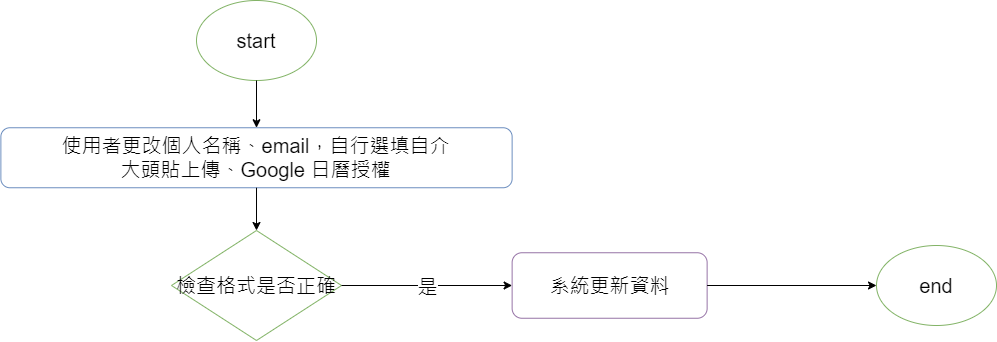 start
使用者更改個人名稱、email，自行選填自介
大頭貼上傳、Google 日曆授權
檢查格式是否正確
是
系統更新資料
end